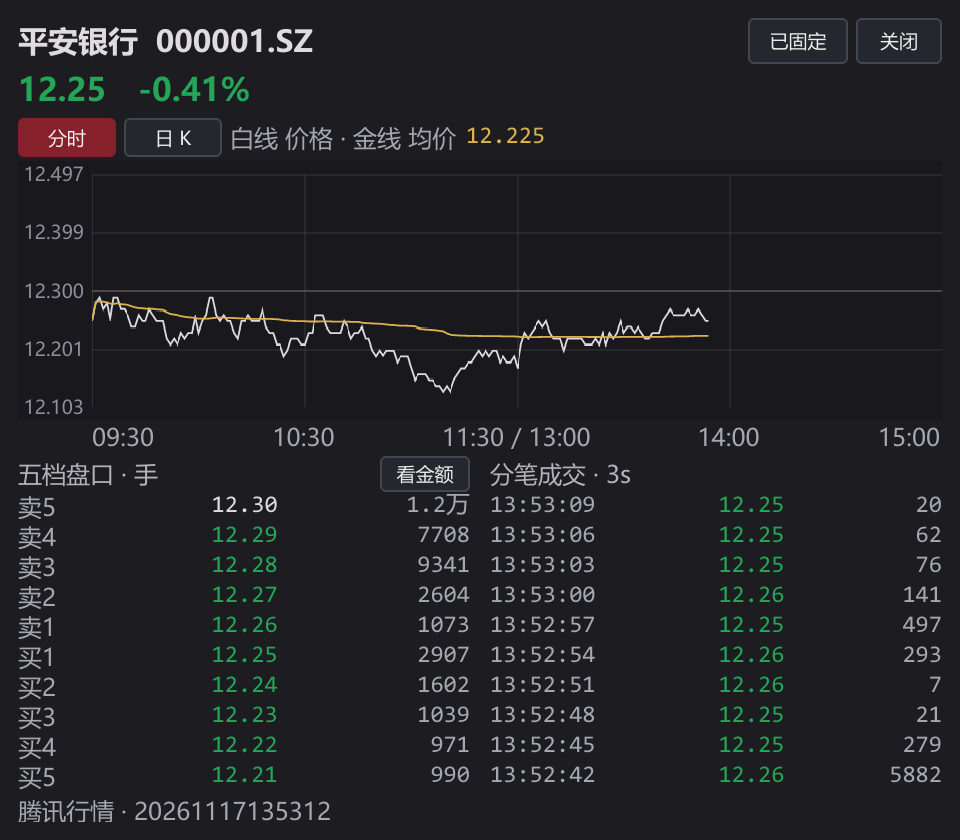 平安银行 000001.SZ 已固定 关闭
12.25 -0.41%
分时 日 K 白线 价格 · 金线 均价 12.225
12.497
12.399
12.300
12.201
12.103
09:30 10:30 11:30 / 13:00 14:00 15:00
五档盘口 · 手 看金额 分笔成交 · 3s
卖5 12.30 1.2万 13:53:09 12.25 20
卖4 12.29 7708 13:53:06 12.25 62
卖3 12.28 9341 13:53:03 12.25 76
卖2 12.27 2604 13:53:00 12.26 141
卖1 12.26 1073 13:52:57 12.25 497
买1 12.25 2907 13:52:54 12.26 293
买2 12.24 1602 13:52:51 12.26 7
买3 12.23 1039 13:52:48 12.25 21
买4 12.22 971 13:52:45 12.25 279
买5 12.21 990 13:52:42 12.26 5882
腾讯行情 · 20261117135312